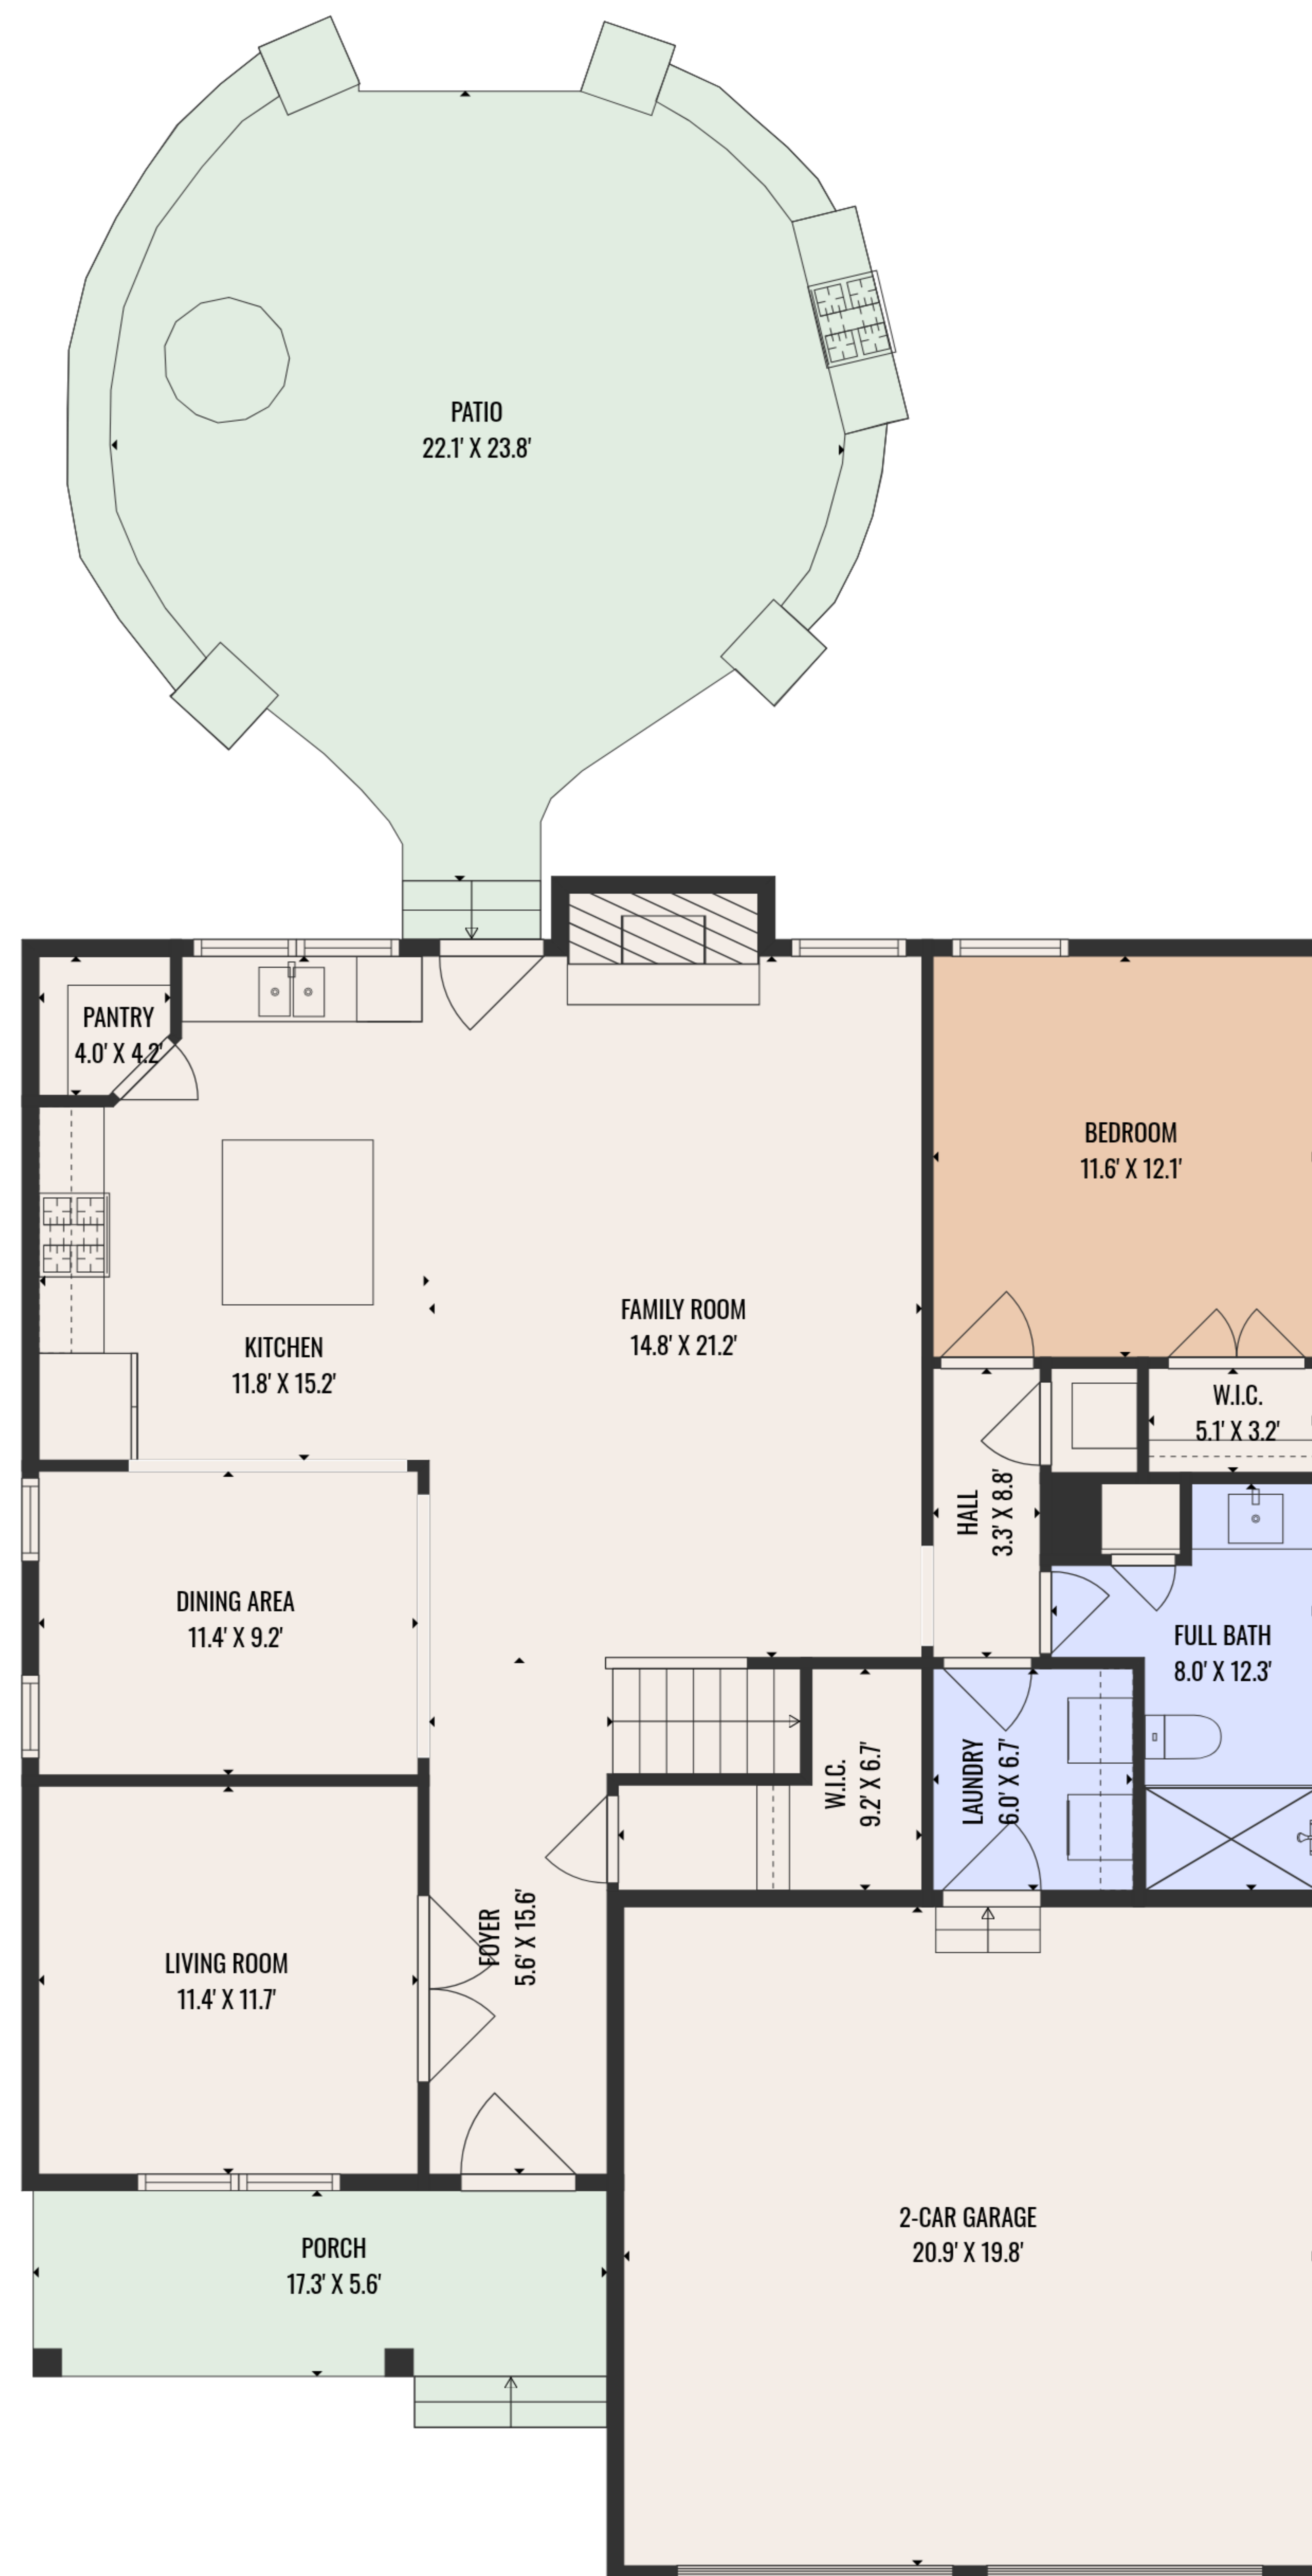 PATIO
22.1' X 23.8'
PANTRY
4.0' X 4.2'
BEDROOM
11.6' X 12.1'
FAMILY ROOM
14.8' X 21.2'
KITCHEN
11.8' X 15.2'
W.I.C.
5.1' X 3.2'
HALL
3.3' X 8.8'
DINING AREA
11.4' X 9.2'
FULL BATH
8.0' X 12.3'
W.I.C.
9.2' X 6.7'
LAUNDRY
6.0' X 6.7'
FOYER
5.6' X 15.6'
LIVING ROOM
11.4' X 11.7'
2-CAR GARAGE
20.9' X 19.8'
PORCH
17.3' X 5.6'